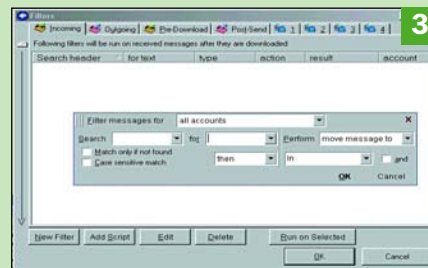 Filters
3
Incoming Outgoing Pre-Download Post-Send 1 2 3 4
Following filters will be run on received messages after they are downloaded
Search header / for text type action result account
Filter messages for all accounts
Search for Perform move message to
Match only if not found
Case sensitive match
then In and
OK Cancel
New Filter Add Script Edit Delete Run on Selected
OK Cancel